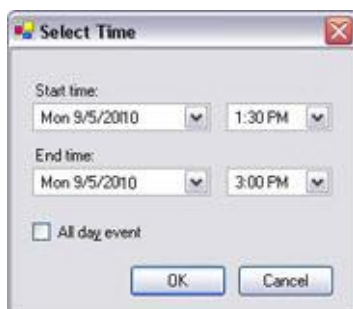 Select Time
Start time:
Mon 9/5/2010 1:30 PM
End time:
Mon 9/5/2010 3:00 PM
All day event
OK Cancel